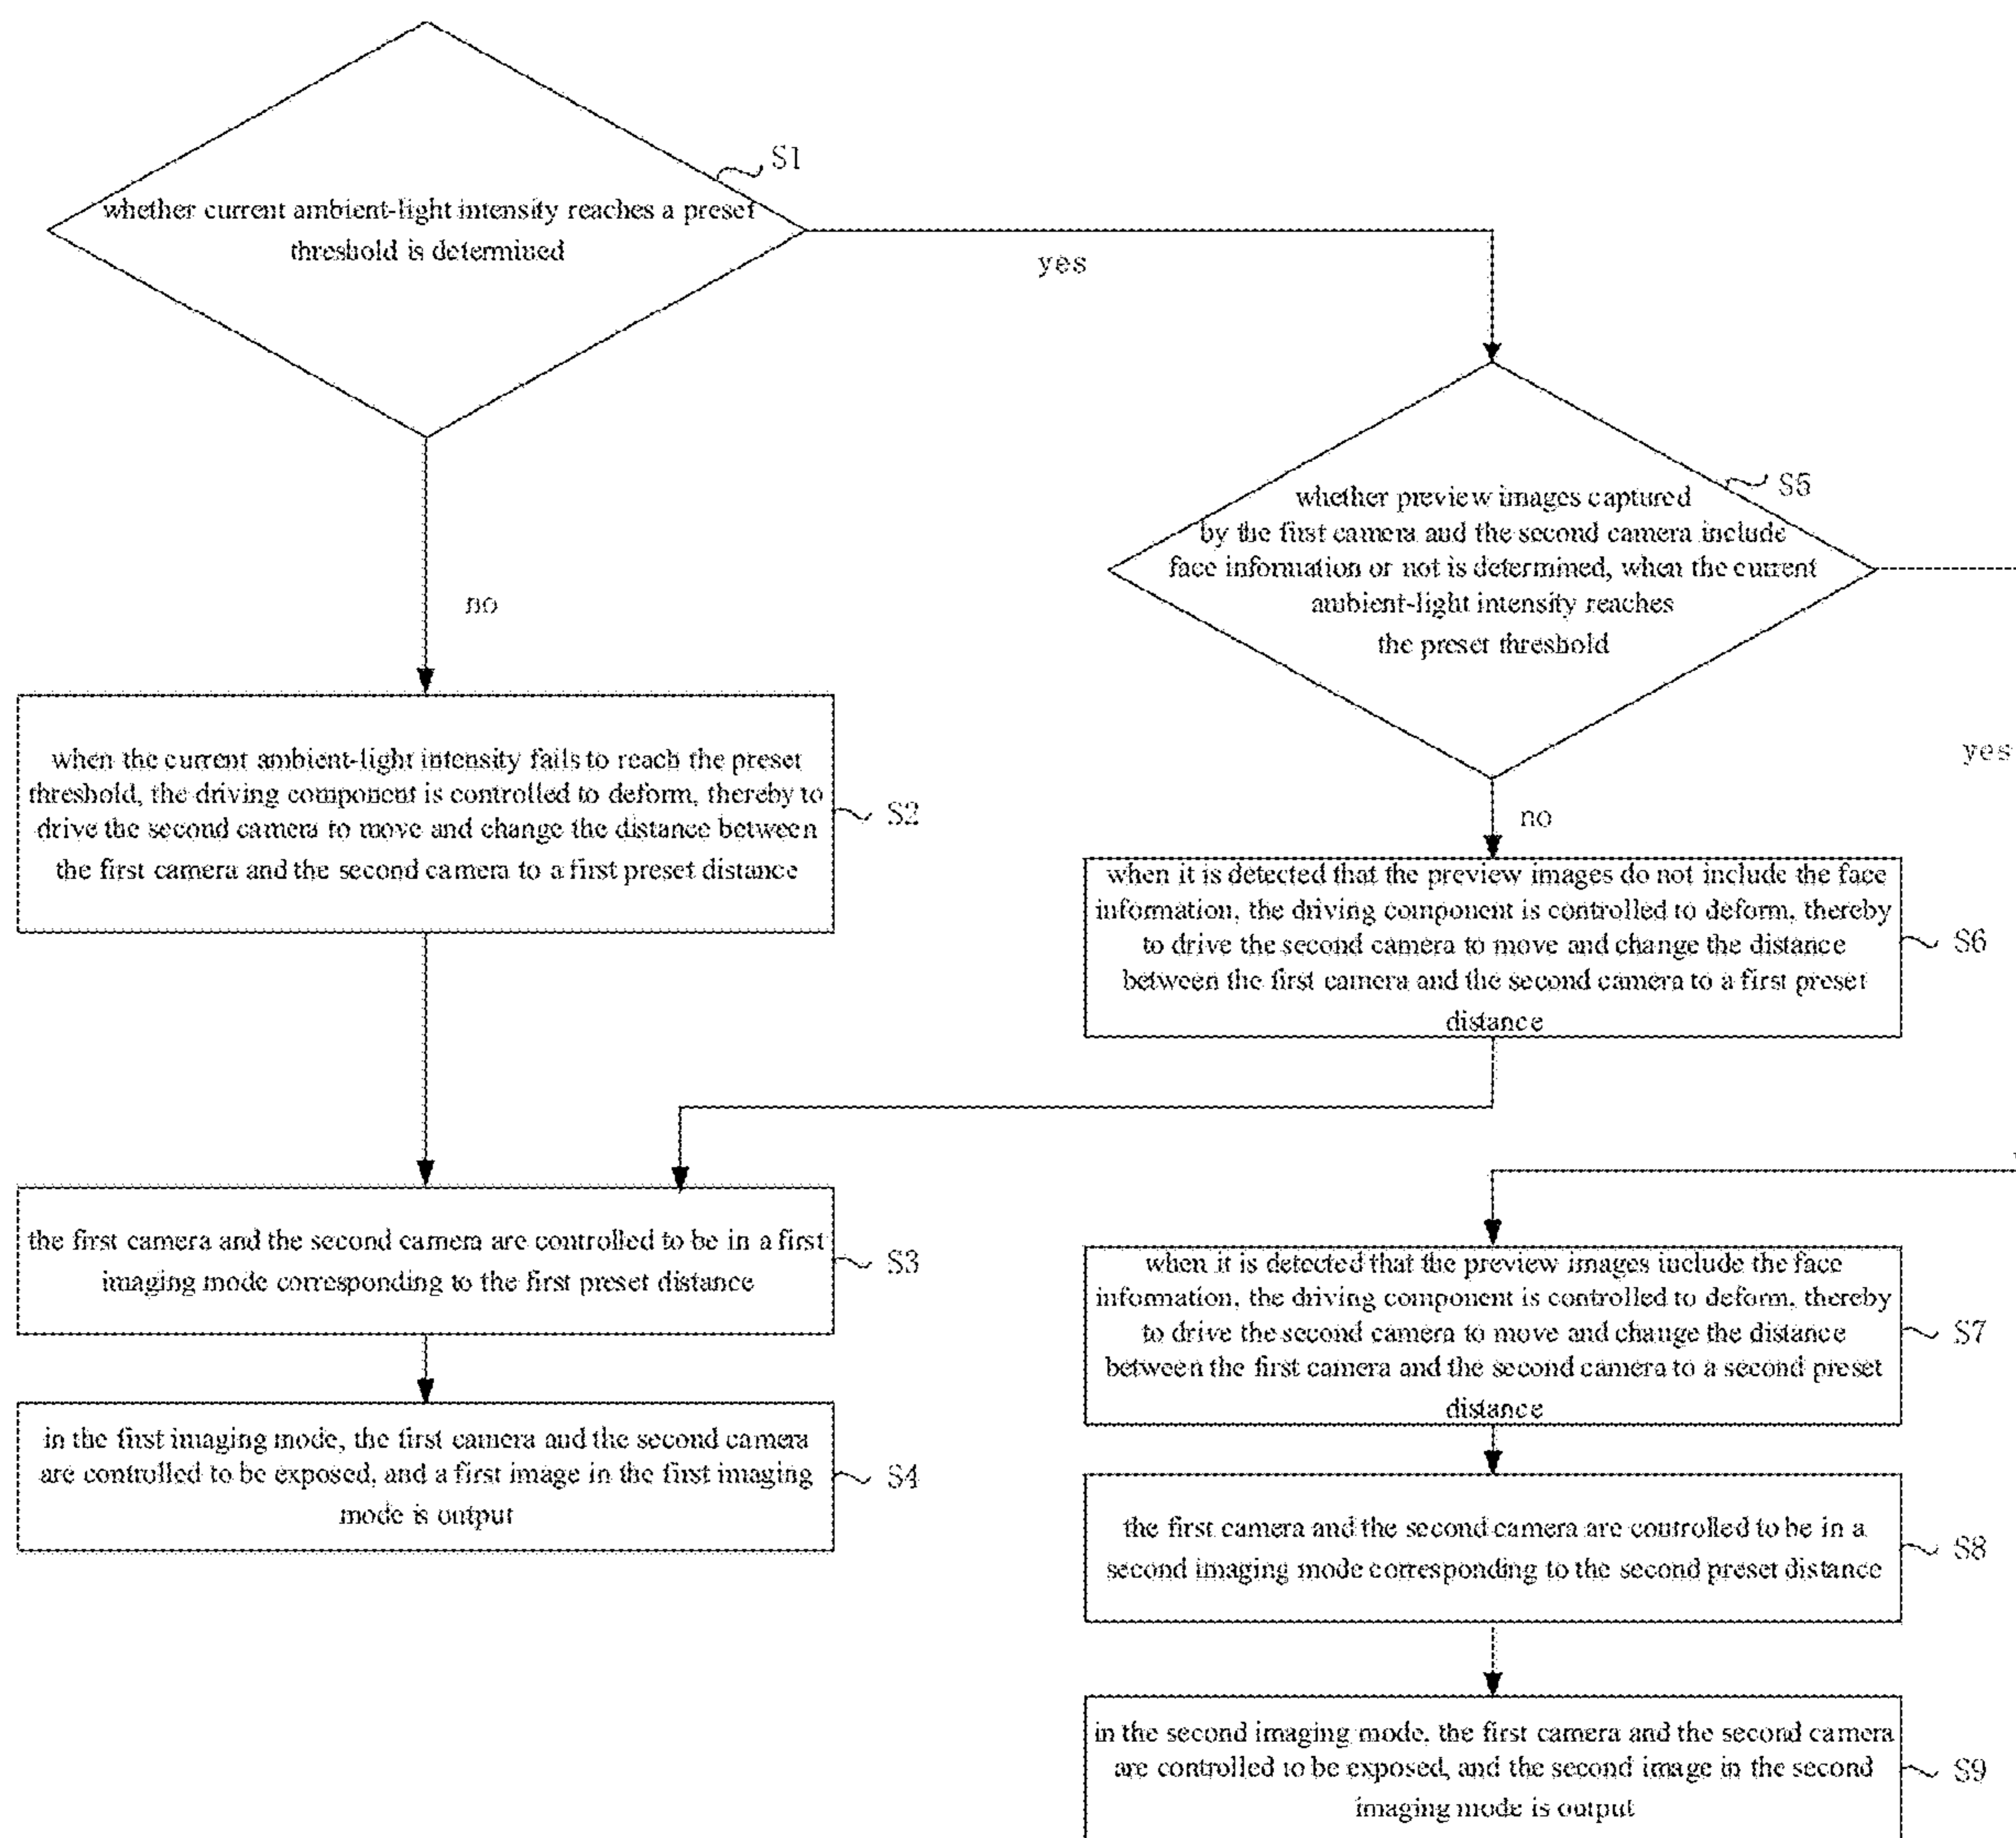 S1
whether current ambient-light intensity reaches a preset
threshold is determined
yes
no
S5
whether preview images captured
by the first camera and the second camera include
face information or not is determined, when the current
ambient-light intensity reaches
the preset threshold
yes
no
when the current ambient-light intensity fails to reach the preset
threshold, the driving component is controlled to deform, thereby to
drive the second camera to move and change the distance between
the first camera and the second camera to a first preset distance
S2
when it is detected that the preview images do not include the face
information, the driving component is controlled to deform, thereby
to drive the second camera to move and change the distance
between the first camera and the second camera to a first preset
distance
S6
the first camera and the second camera are controlled to be in a first
imaging mode corresponding to the first preset distance
S3
in the first imaging mode, the first camera and the second camera
are controlled to be exposed, and a first image in the first imaging
mode is output
S4
when it is detected that the preview images include the face
information, the driving component is controlled to deform, thereby
to drive the second camera to move and change the distance
between the first camera and the second camera to a second preset
distance
S7
the first camera and the second camera are controlled to be in a
second imaging mode corresponding to the second preset distance
S8
in the second imaging mode, the first camera and the second camera
are controlled to be exposed, and the second image in the second
imaging mode is output
S9